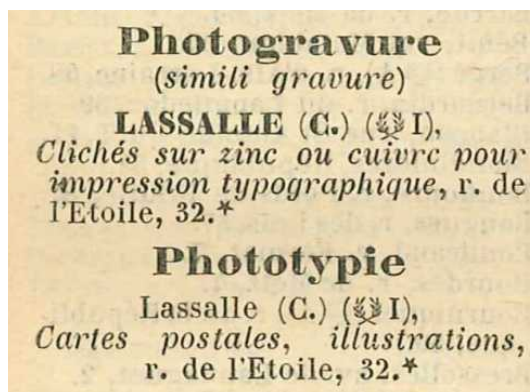 Photogravure
(simili gravure)
LASSALLE (C.) (I),
Clichés sur zinc ou cuivre pour
impression typographique, r. de
l'Etoile, 32.*
Phototypie
Lassalle (C.) (I),
Cartes postales, illustrations,
r. de l'Etoile, 32.*